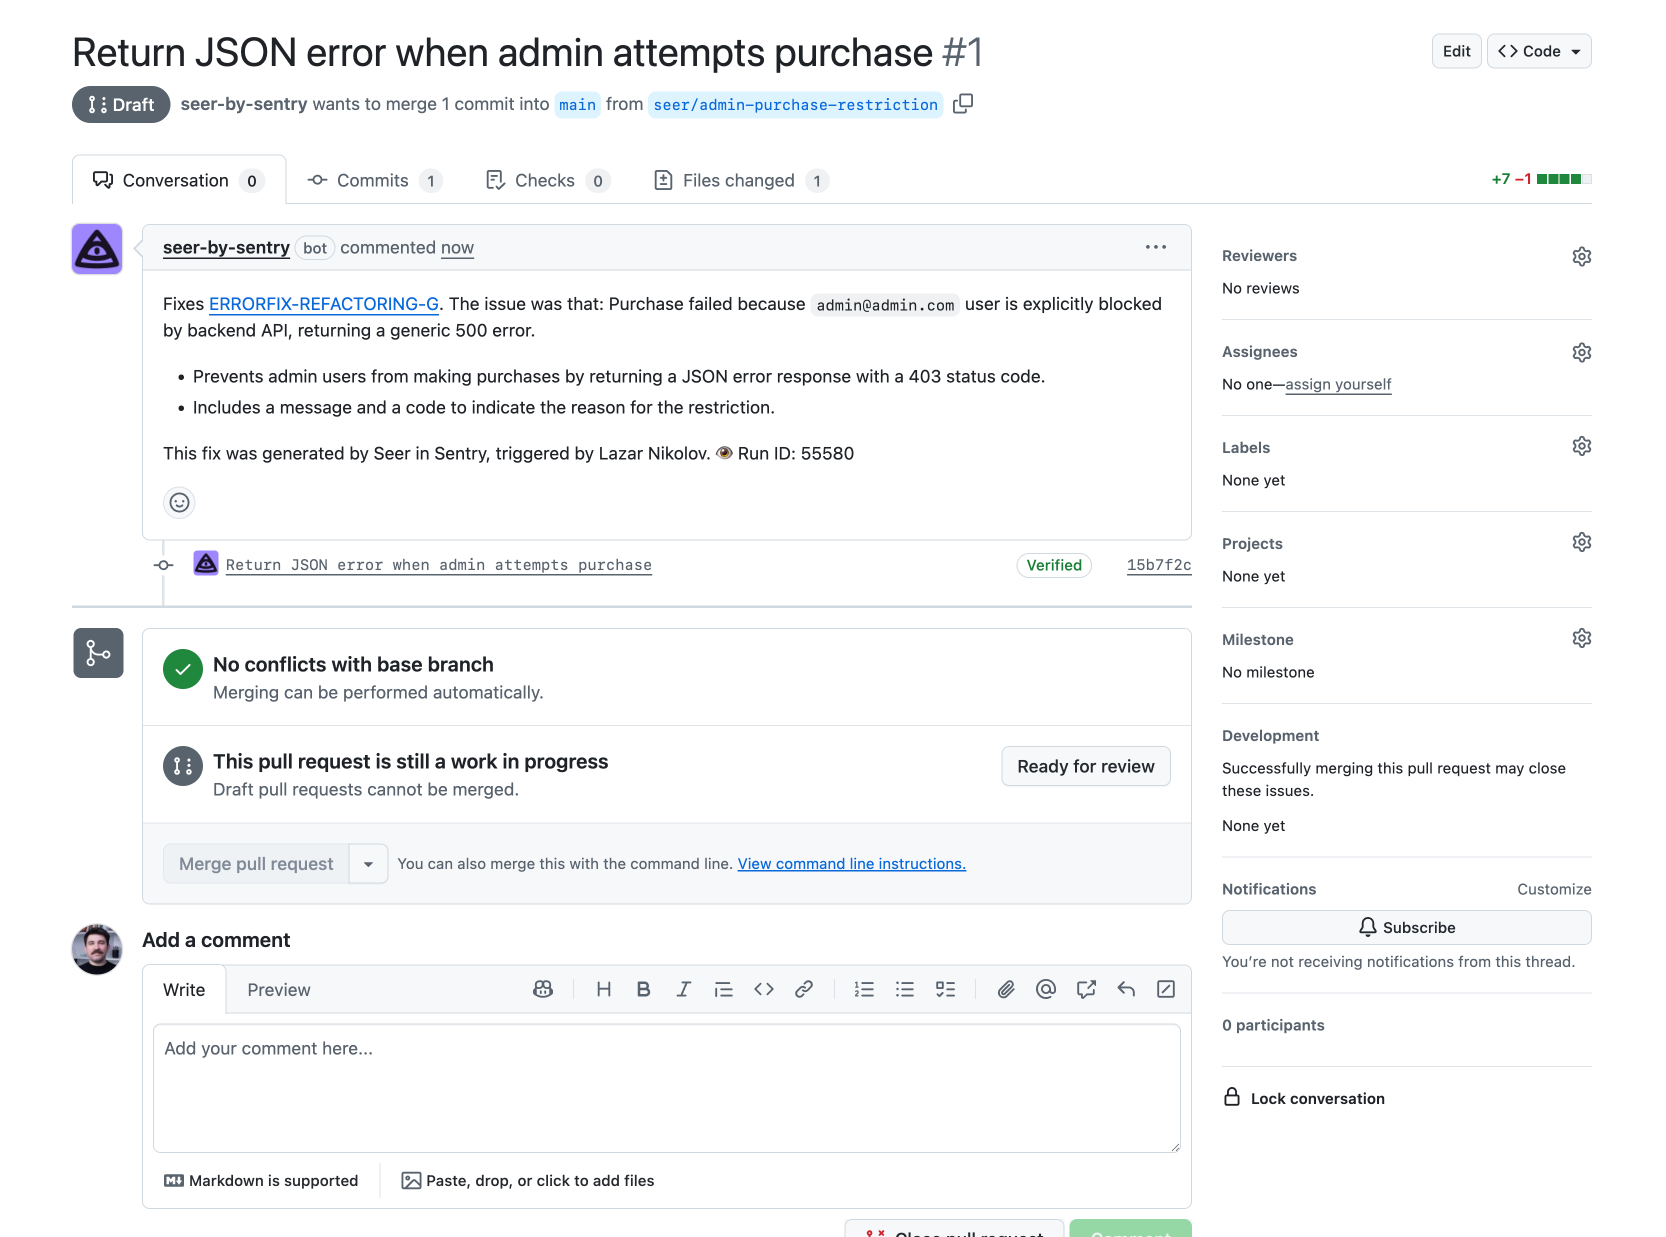 Return JSON error when admin attempts purchase #1
Edit
Code
Draft
seer-by-sentry wants to merge 1 commit into main from seer/admin-purchase-restriction
Conversation 0
Commits 1
Checks 0
Files changed 1
+7 −1
seer-by-sentry bot commented now
Fixes ERRORFIX-REFACTORING-G. The issue was that: Purchase failed because admin@admin.com user is explicitly blocked
by backend API, returning a generic 500 error.
• Prevents admin users from making purchases by returning a JSON error response with a 403 status code.
• Includes a message and a code to indicate the reason for the restriction.
This fix was generated by Seer in Sentry, triggered by Lazar Nikolov. 👁️ Run ID: 55580
Return JSON error when admin attempts purchase
Verified
15b7f2c
No conflicts with base branch
Merging can be performed automatically.
This pull request is still a work in progress
Draft pull requests cannot be merged.
Ready for review
Merge pull request
You can also merge this with the command line. View command line instructions.
Add a comment
Write
Preview
Add your comment here...
Markdown is supported
Paste, drop, or click to add files
Close pull request
Comment
Reviewers
No reviews
Assignees
No one—assign yourself
Labels
None yet
Projects
None yet
Milestone
No milestone
Development
Successfully merging this pull request may close
these issues.
None yet
Notifications
Customize
Subscribe
You're not receiving notifications from this thread.
0 participants
Lock conversation